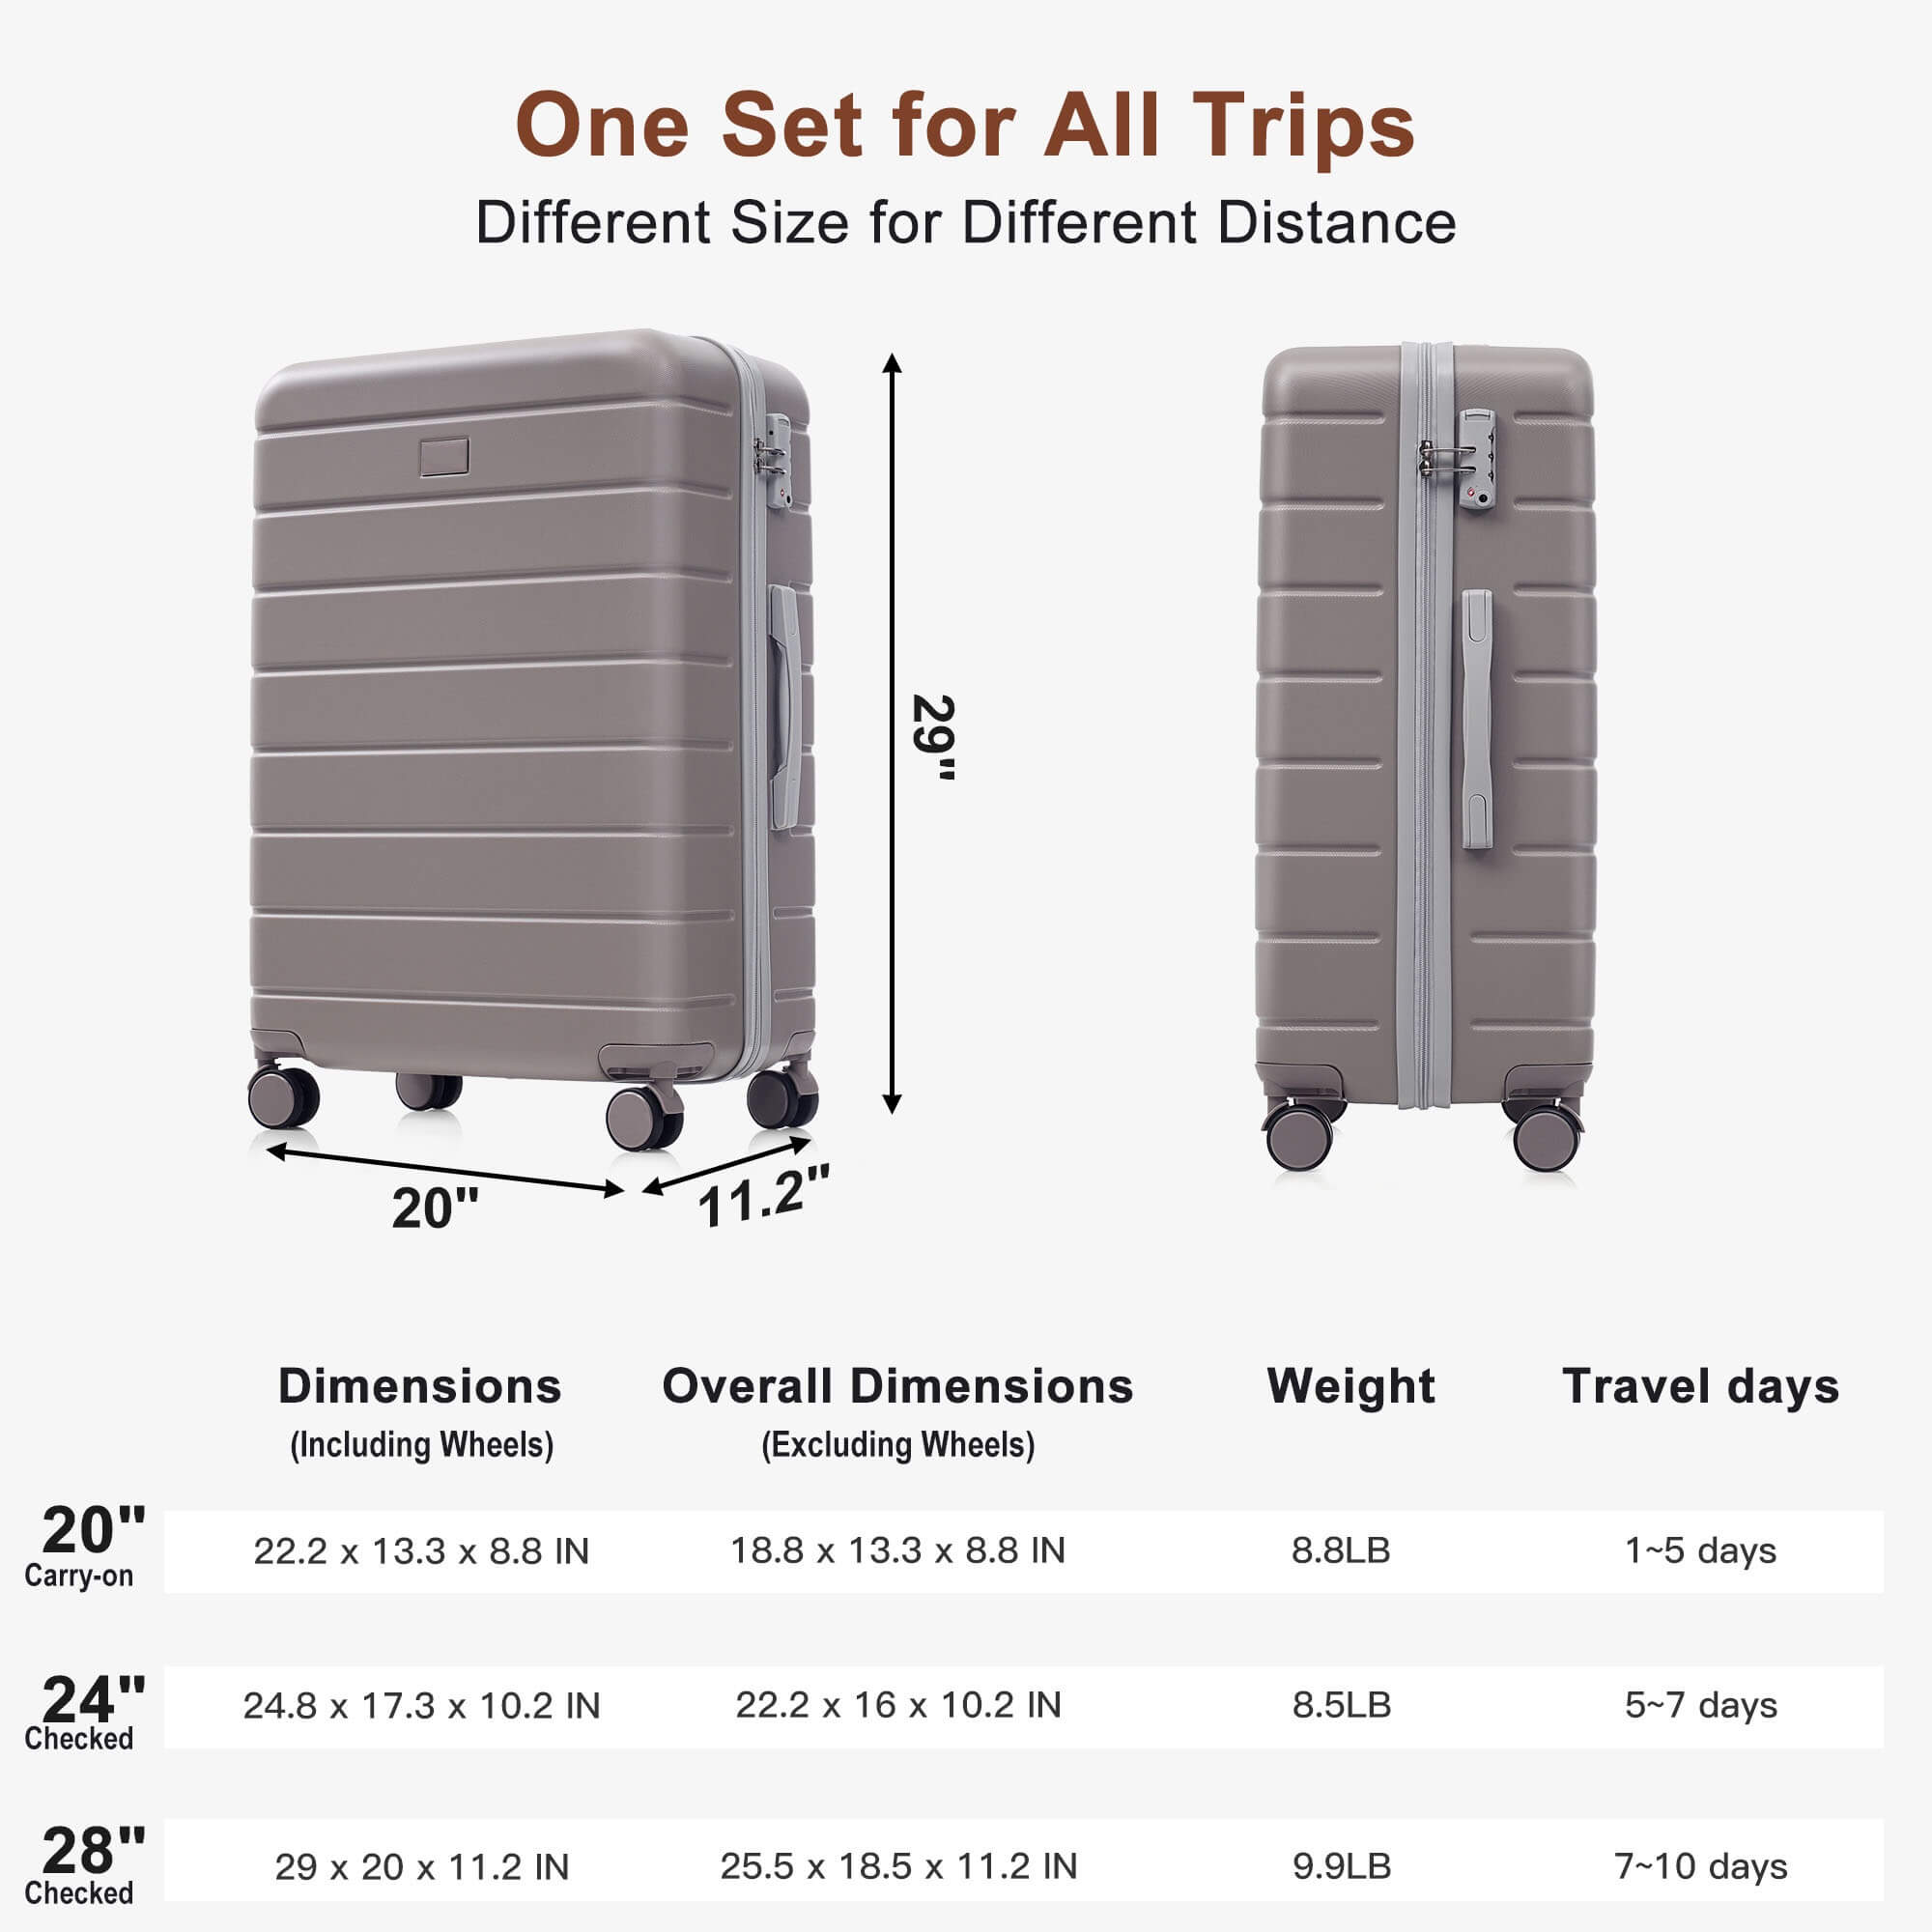 One Set for All Trips
Different Size for Different Distance
29"
20"
11.2"
Dimensions Overall Dimensions Weight Travel days
(Including Wheels) (Excluding Wheels)
20"
Carry-on
22.2 x 13.3 x 8.8 IN 18.8 x 13.3 x 8.8 IN 8.8LB 1~5 days
24"
Checked
24.8 x 17.3 x 10.2 IN 22.2 x 16 x 10.2 IN 8.5LB 5~7 days
28"
Checked
29 x 20 x 11.2 IN 25.5 x 18.5 x 11.2 IN 9.9LB 7~10 days